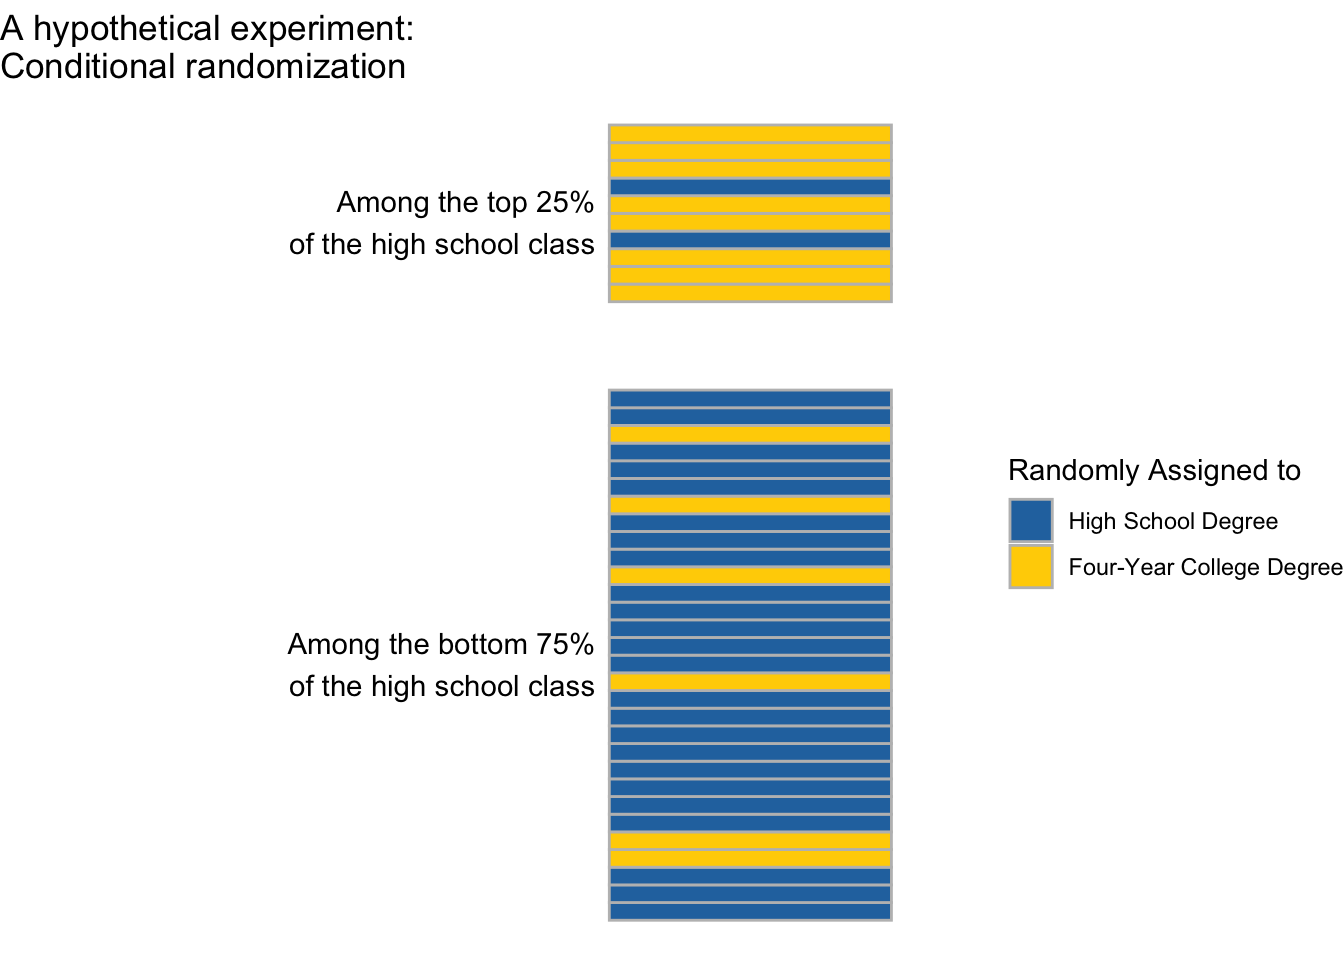 A hypothetical experiment:
Conditional randomization
Among the top 25%
of the high school class
Among the bottom 75%
of the high school class
Randomly Assigned to
High School Degree
Four-Year College Degree